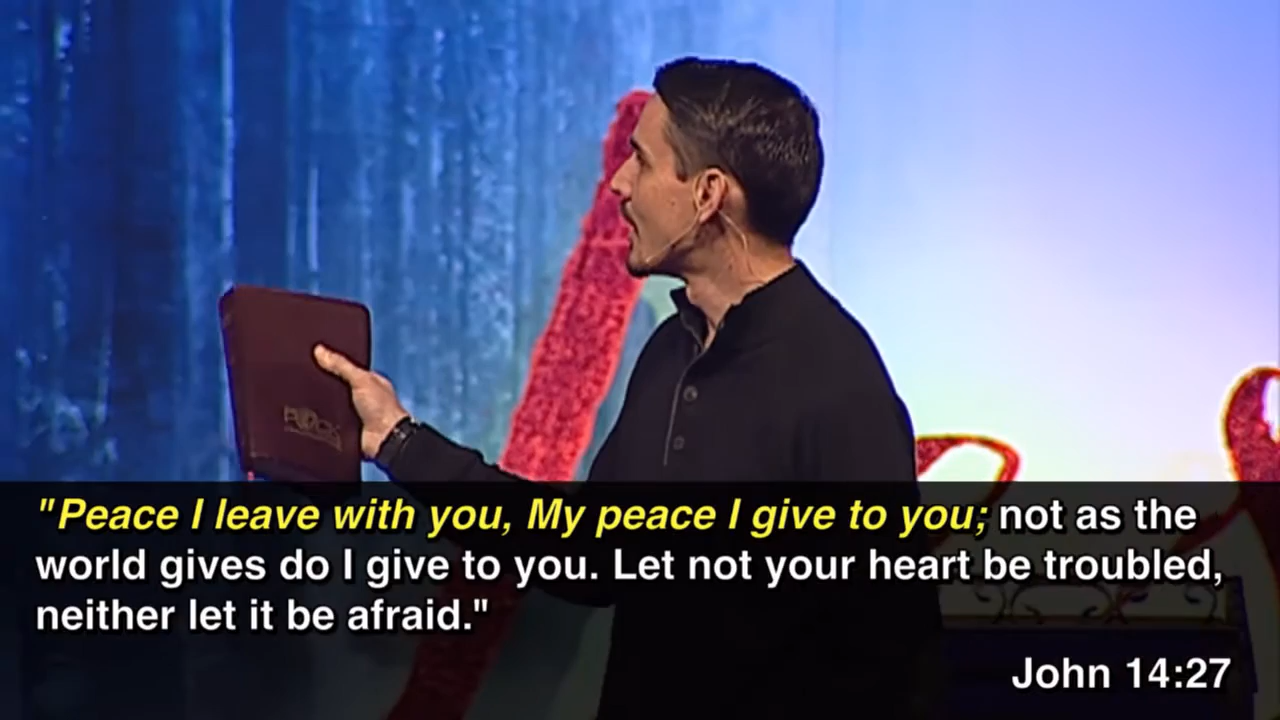 "Peace I leave with you, My peace I give to you; not as the
world gives do I give to you. Let not your heart be troubled,
neither let it be afraid."
John 14:27